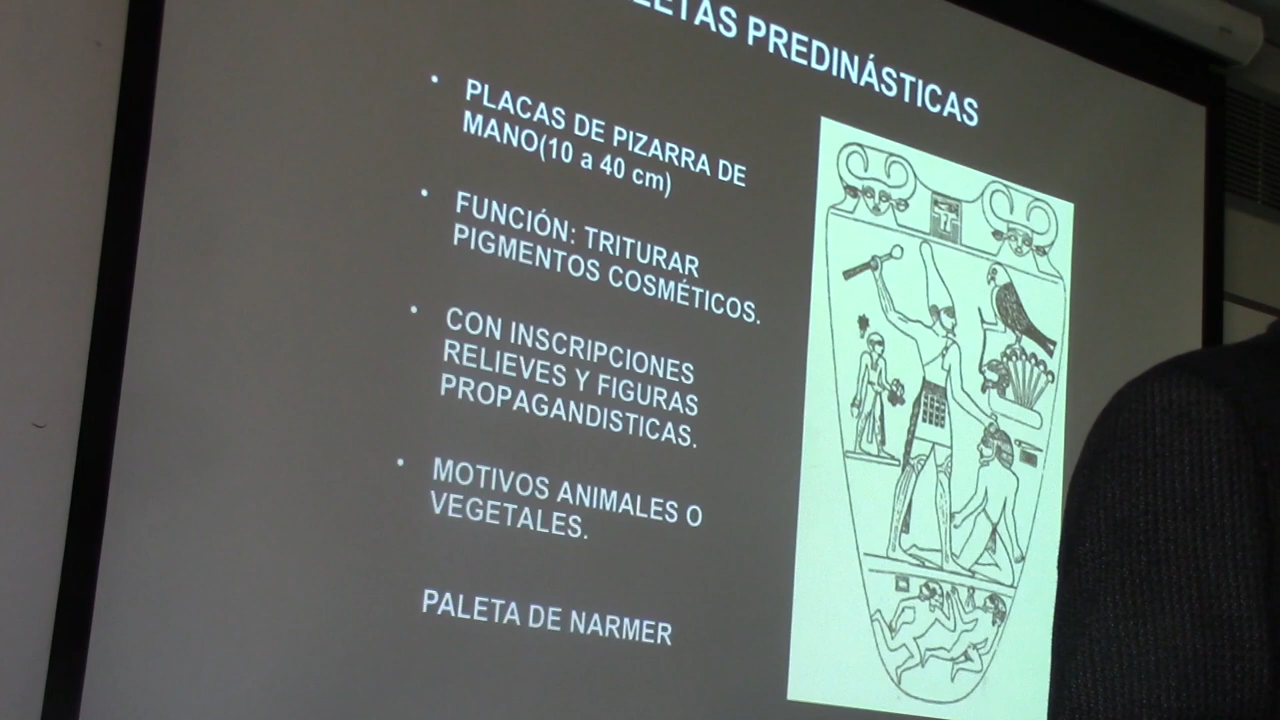 PREDINÁSTICAS
• PLACAS DE PIZARRA DE
MANO(10 a 40 cm)
• FUNCIÓN: TRITURAR
PIGMENTOS COSMÉTICOS.
• CON INSCRIPCIONES
RELIEVES Y FIGURAS
PROPAGANDISTICAS.
• MOTIVOS ANIMALES O
VEGETALES.
PALETA DE NARMER